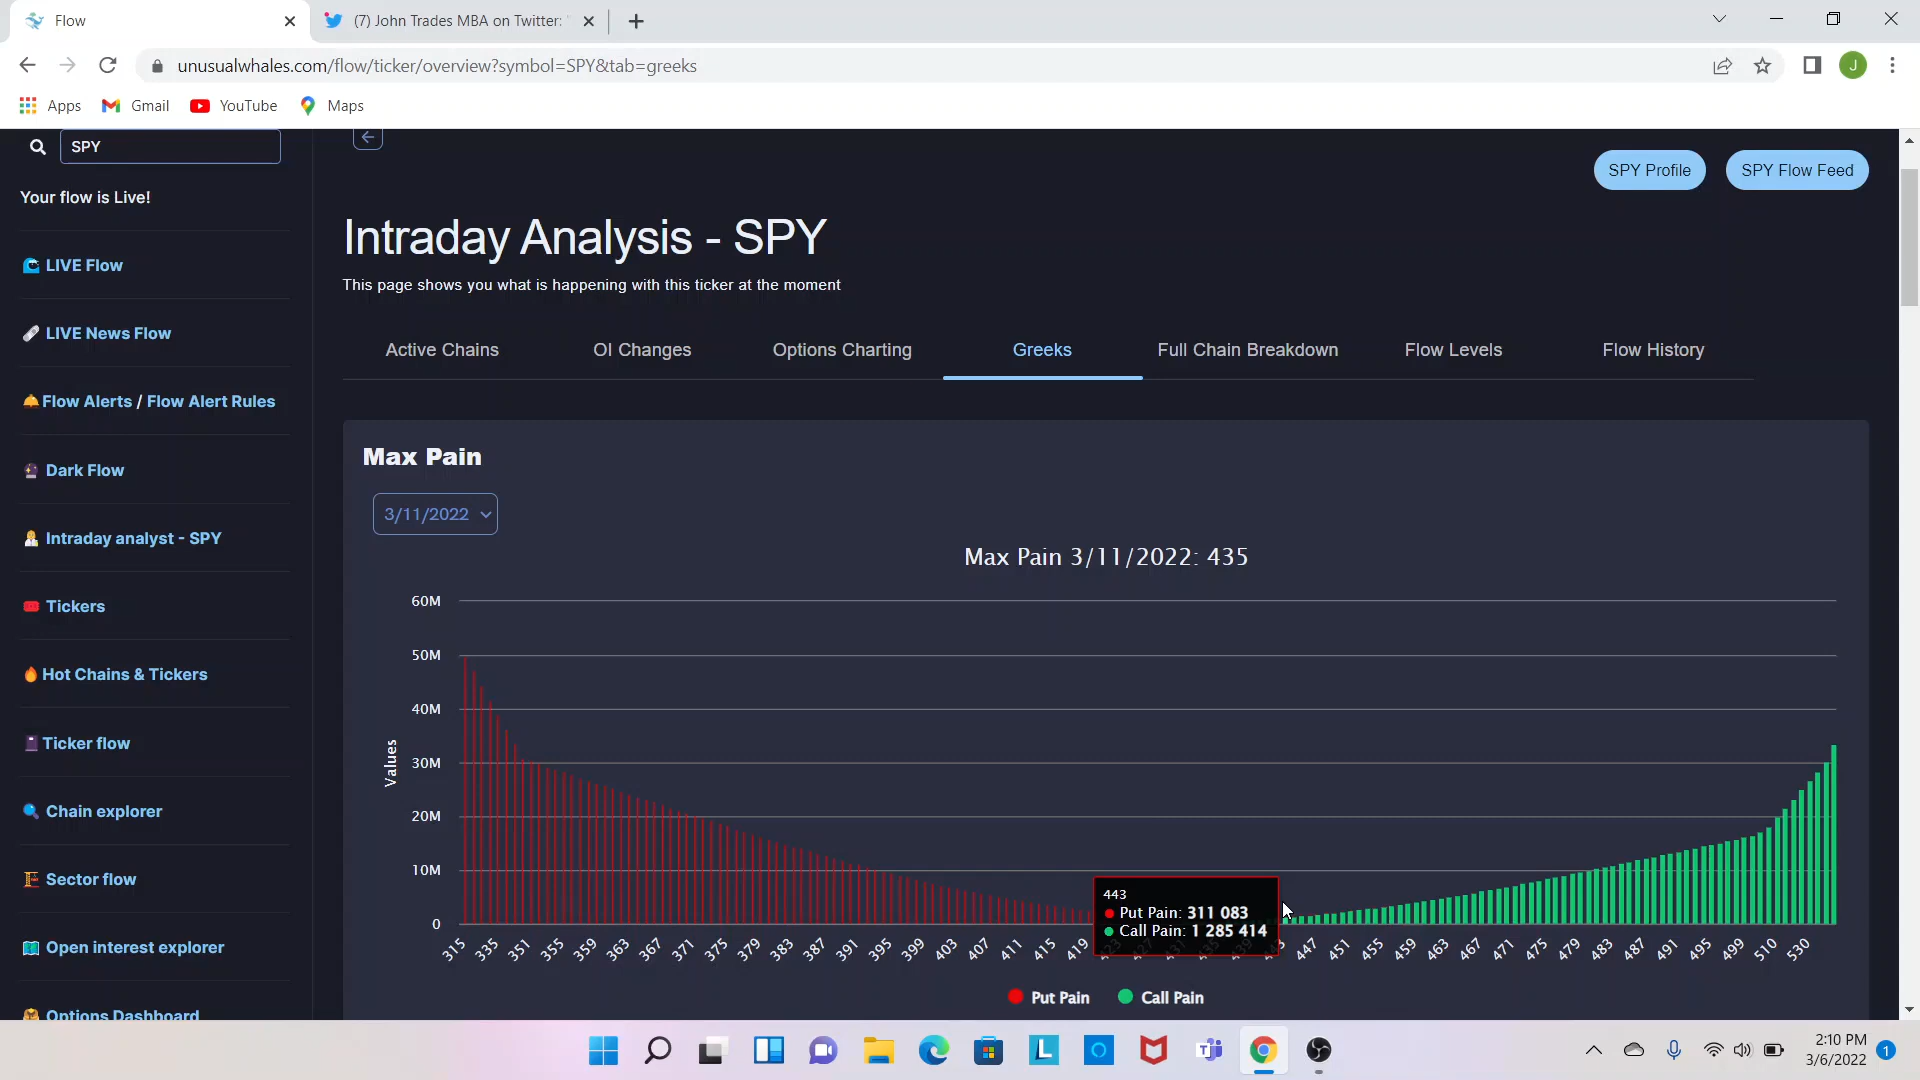 Flow
(7) John Trades MBA on Twitter: "
unusualwhales.com/flow/ticker/overview?symbol=SPY&tab=greeks
J
Apps
Gmail
YouTube
Maps
SPY
Your flow is Live!
LIVE Flow
LIVE News Flow
Flow Alerts / Flow Alert Rules
Dark Flow
Intraday analyst - SPY
Tickers
Hot Chains & Tickers
Ticker flow
Chain explorer
Sector flow
Open interest explorer
Options Dashboard
SPY Profile
SPY Flow Feed
Intraday Analysis - SPY
This page shows you what is happening with this ticker at the moment
Active Chains
OI Changes
Options Charting
Greeks
Full Chain Breakdown
Flow Levels
Flow History
Max Pain
3/11/2022
Max Pain 3/11/2022: 435
60M
50M
40M
30M
20M
10M
0
Values
443
Put Pain: 311 083
Call Pain: 1 285 414
315 335 351 355 359 363 367 371 375 379 383 387 391 395 399 403 407 411 415 419 423 427 431 435 439 443 447 451 455 459 463 467 471 475 479 483 487 491 495 499 510 530
Put Pain
Call Pain
2:10 PM
3/6/2022
1